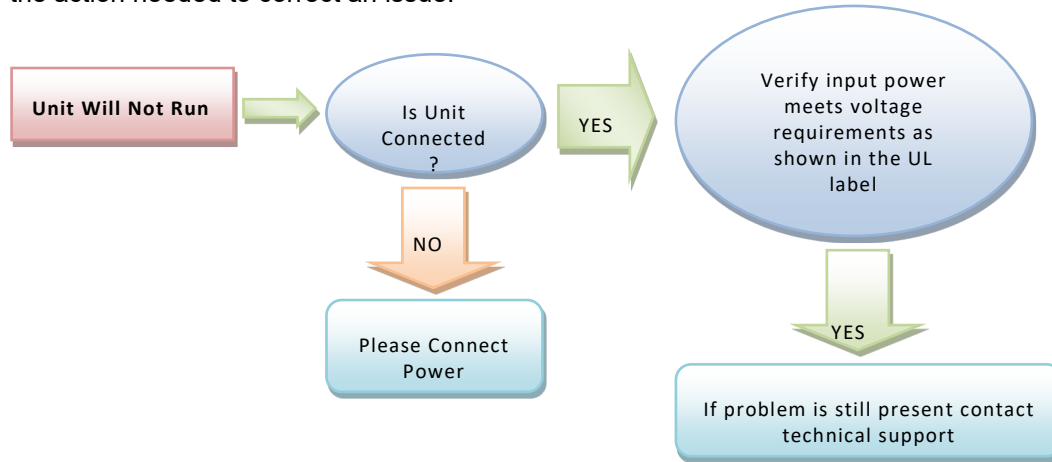 the action needed to correct an issue.
Unit Will Not Run
Is Unit
Connected
?
YES
Verify input power
meets voltage
requirements as
shown in the UL
label
NO
Please Connect
Power
YES
If problem is still present contact
technical support